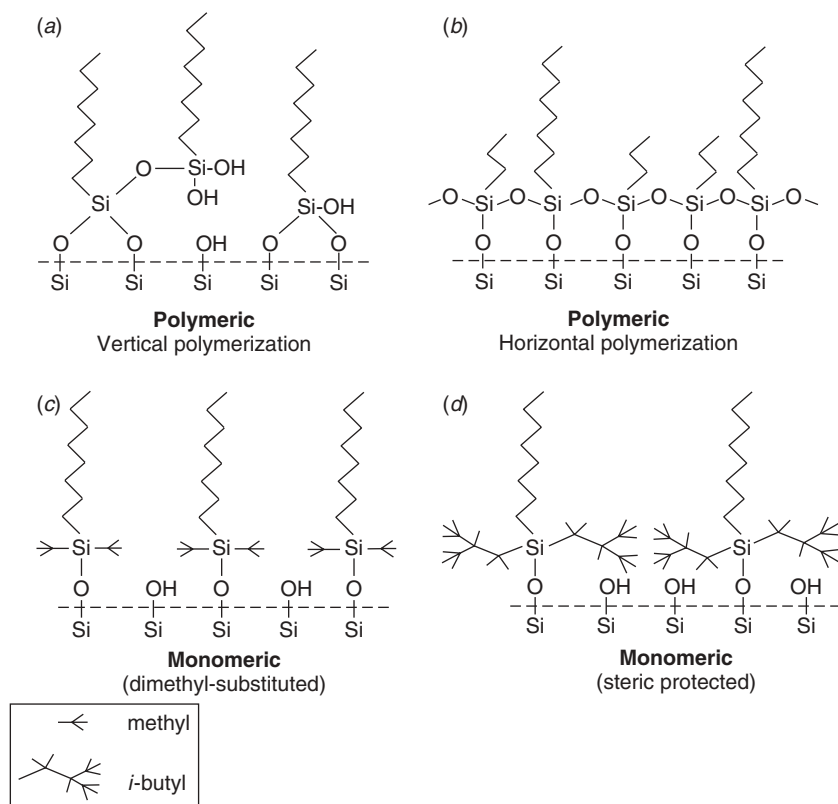 (a)
O
Si-OH
OH
Si
Si-OH
O O OH O O
Si Si Si Si Si
Polymeric
Vertical polymerization
(b)
O Si O Si O Si O Si O Si O
O O O O O
Si Si Si Si Si
Polymeric
Horizontal polymerization
(c)
Si Si Si
O OH O OH O
Si Si Si Si Si
Monomeric
(dimethyl-substituted)
(d)
Si Si
O OH OH O OH
Si Si Si Si Si
Monomeric
(steric protected)
methyl
i-butyl